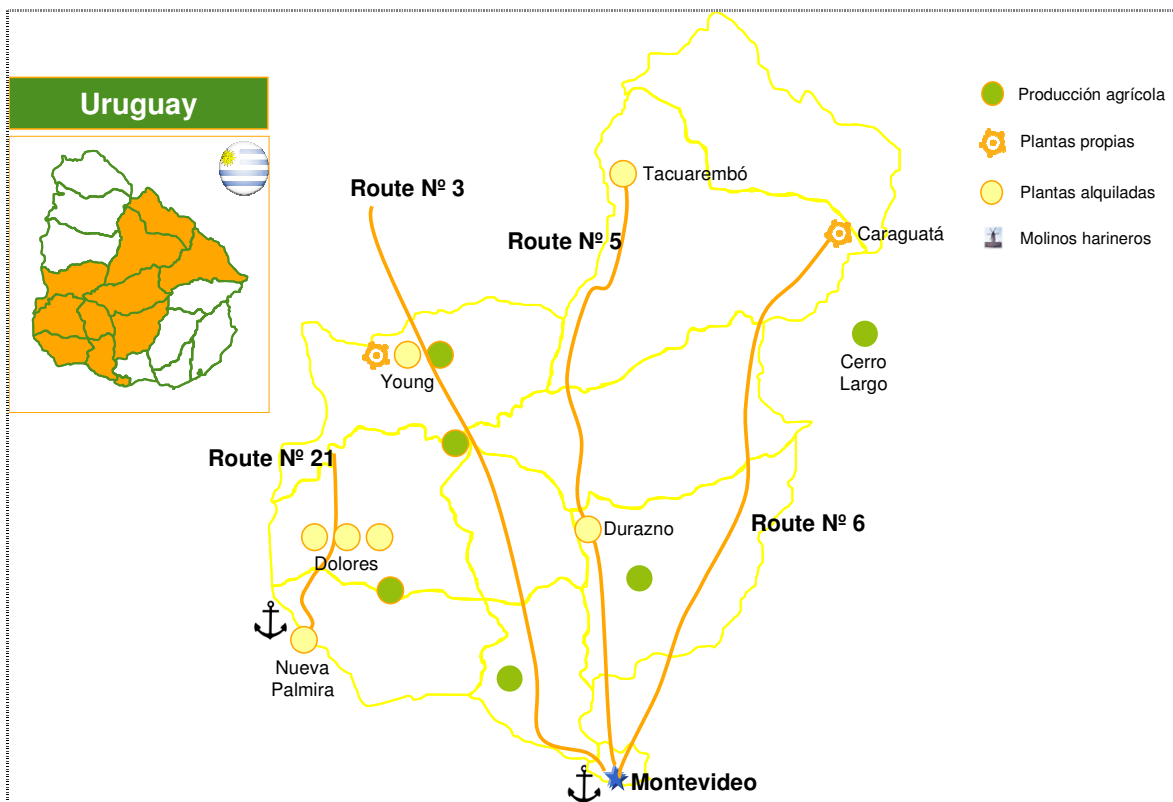 Uruguay
Producción agrícola
Plantas propias
Plantas alquiladas
Molinos harineros
Route Nº 3
Tacuarembó
Route Nº 5
Caraguatá
Cerro
Largo
Young
Route Nº 21
Route Nº 6
Durazno
Dolores
Nueva
Palmira
Montevideo